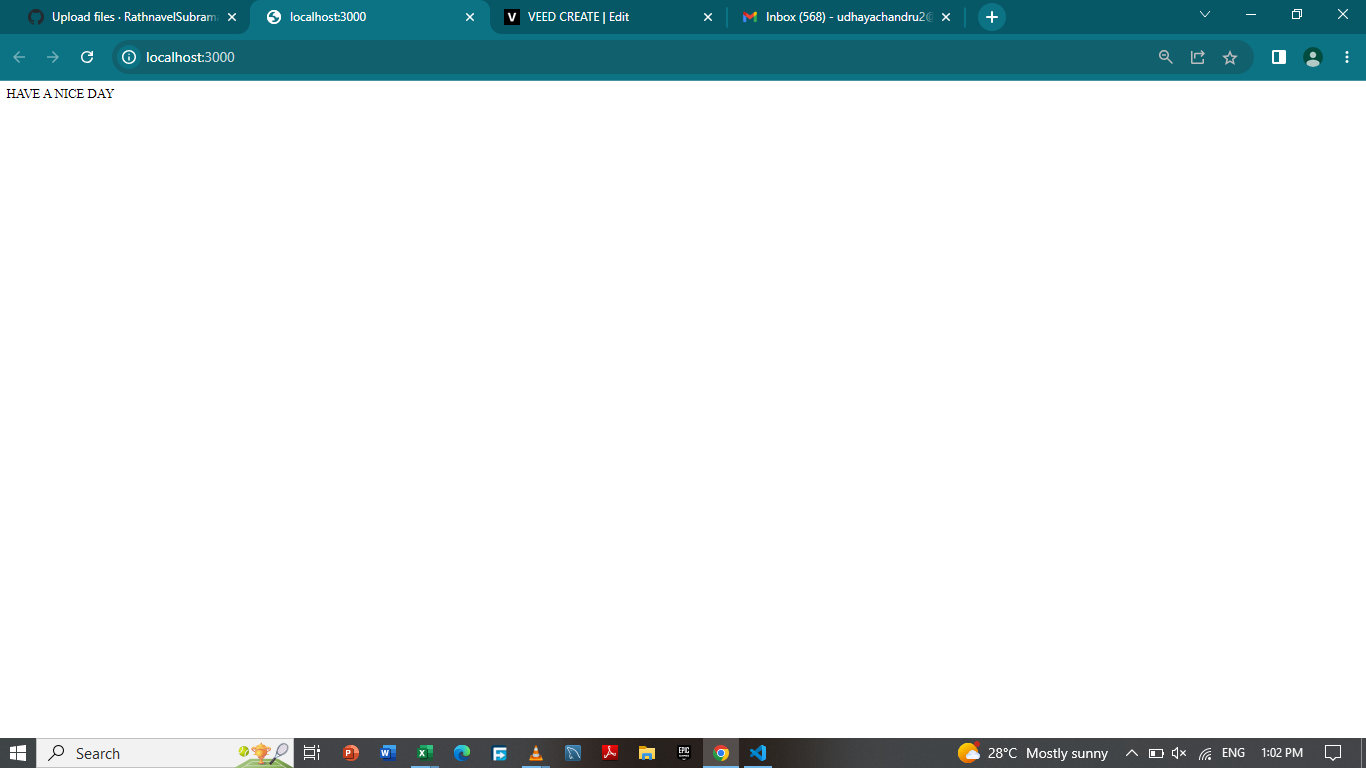 Upload files · RathnavelSubrama
localhost:3000
VEED CREATE | Edit
Inbox (568) - udhayachandru2@
localhost:3000
HAVE A NICE DAY
Search
28°C Mostly sunny
ENG
1:02 PM